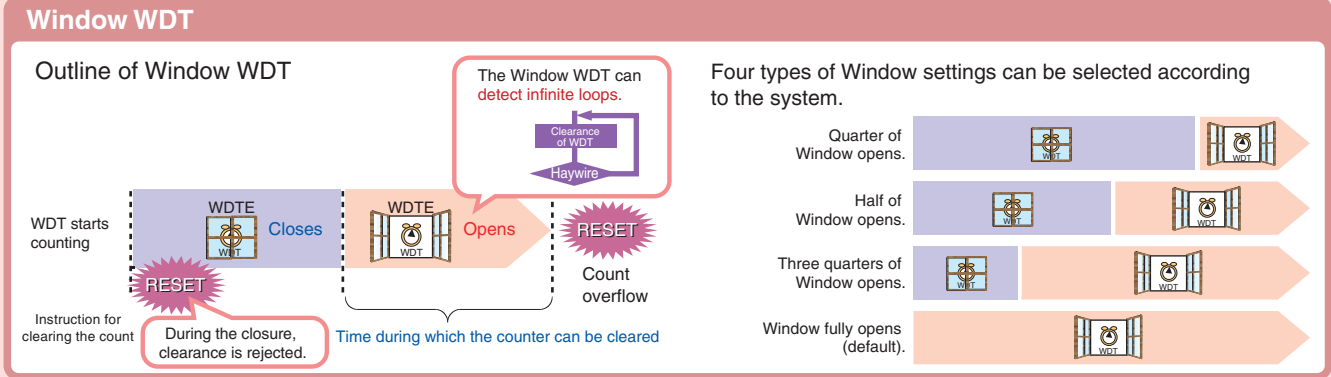 Window WDT
Outline of Window WDT
The Window WDT can
detect infinite loops.
Clearance
of WDT
Haywire
WDT starts
counting
WDTE
WDT
Closes
WDTE
WDT
Opens
RESET
Count
overflow
RESET
Instruction for
clearing the count
During the closure,
clearance is rejected.
Time during which the counter can be cleared
Four types of Window settings can be selected according
to the system.
Quarter of
Window opens.
WDT
WDT
Half of
Window opens.
WDT
WDT
Three quarters of
Window opens.
WDT
WDT
Window fully opens
(default).
WDT